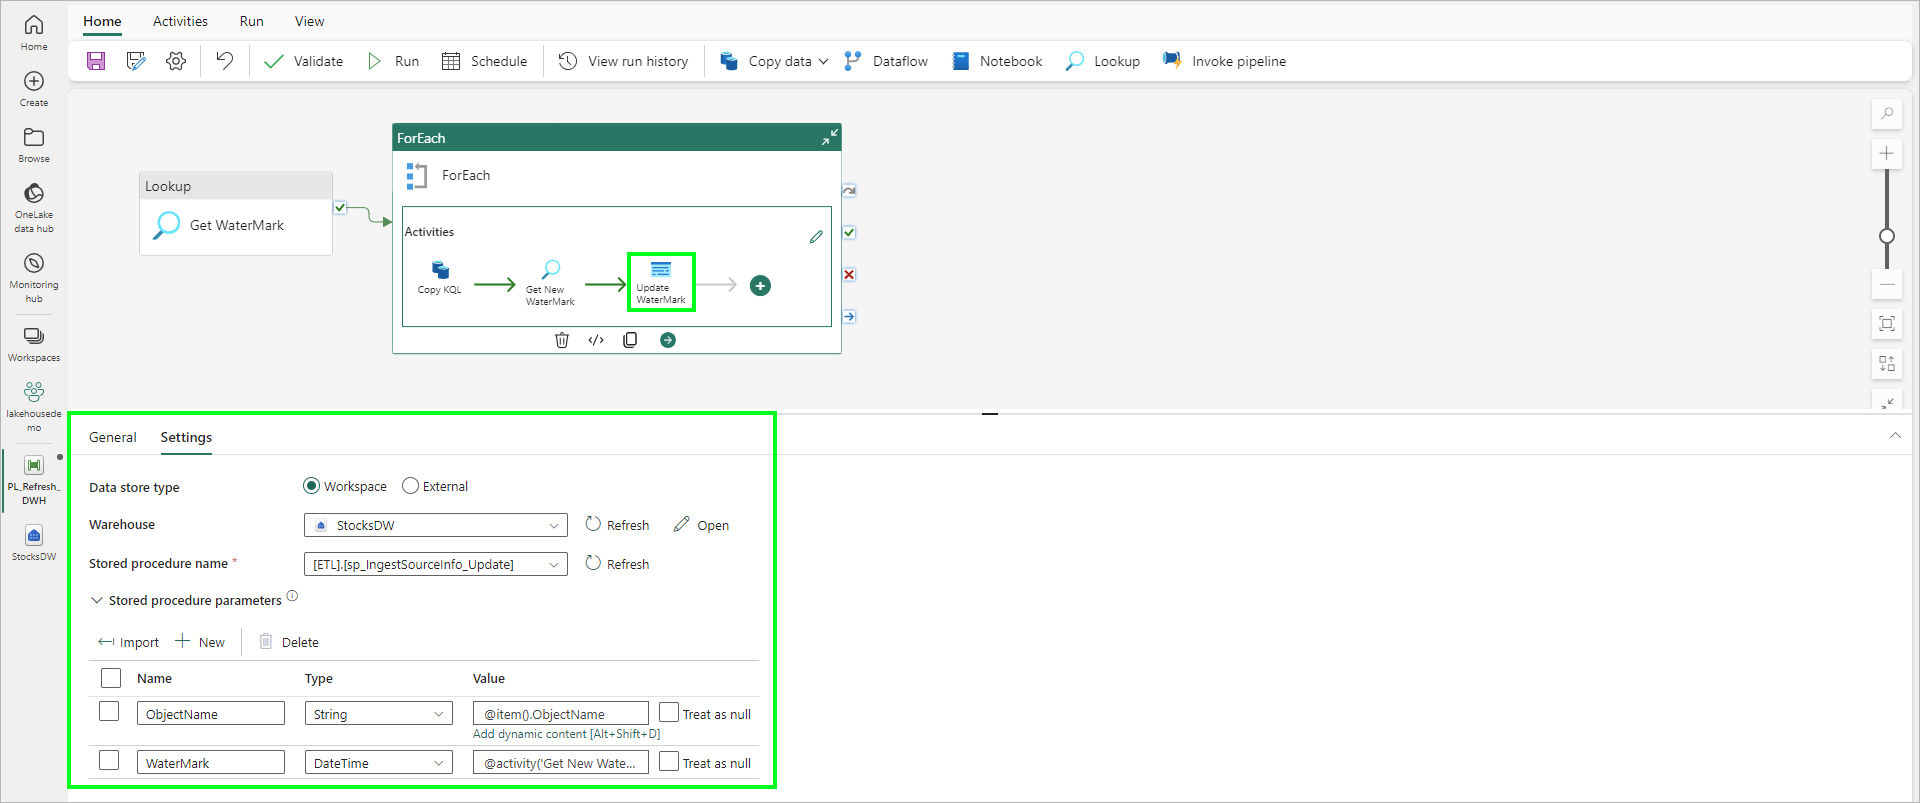 Home
Activities
Run
View
Validate
Run
Schedule
View run history
Copy data
Dataflow
Notebook
Lookup
Invoke pipeline
Home
Create
Browse
OneLake
data hub
Monitoring
hub
Workspaces
lakehousede
mo
PL_Refresh_
DWH
StocksDW
Lookup
Get WaterMark
ForEach
ForEach
Activities
Copy KQL
Get New
WaterMark
Update
WaterMark
General
Settings
Data store type
Workspace
External
Warehouse
StocksDW
Refresh
Open
Stored procedure name *
[ETL].[sp_IngestSourceInfo_Update]
Refresh
Stored procedure parameters
Import
New
Delete
Name
Type
Value
ObjectName
String
@item().ObjectName
Treat as null
Add dynamic content [Alt+Shift+D]
WaterMark
DateTime
@activity('Get New Wate...
Treat as null